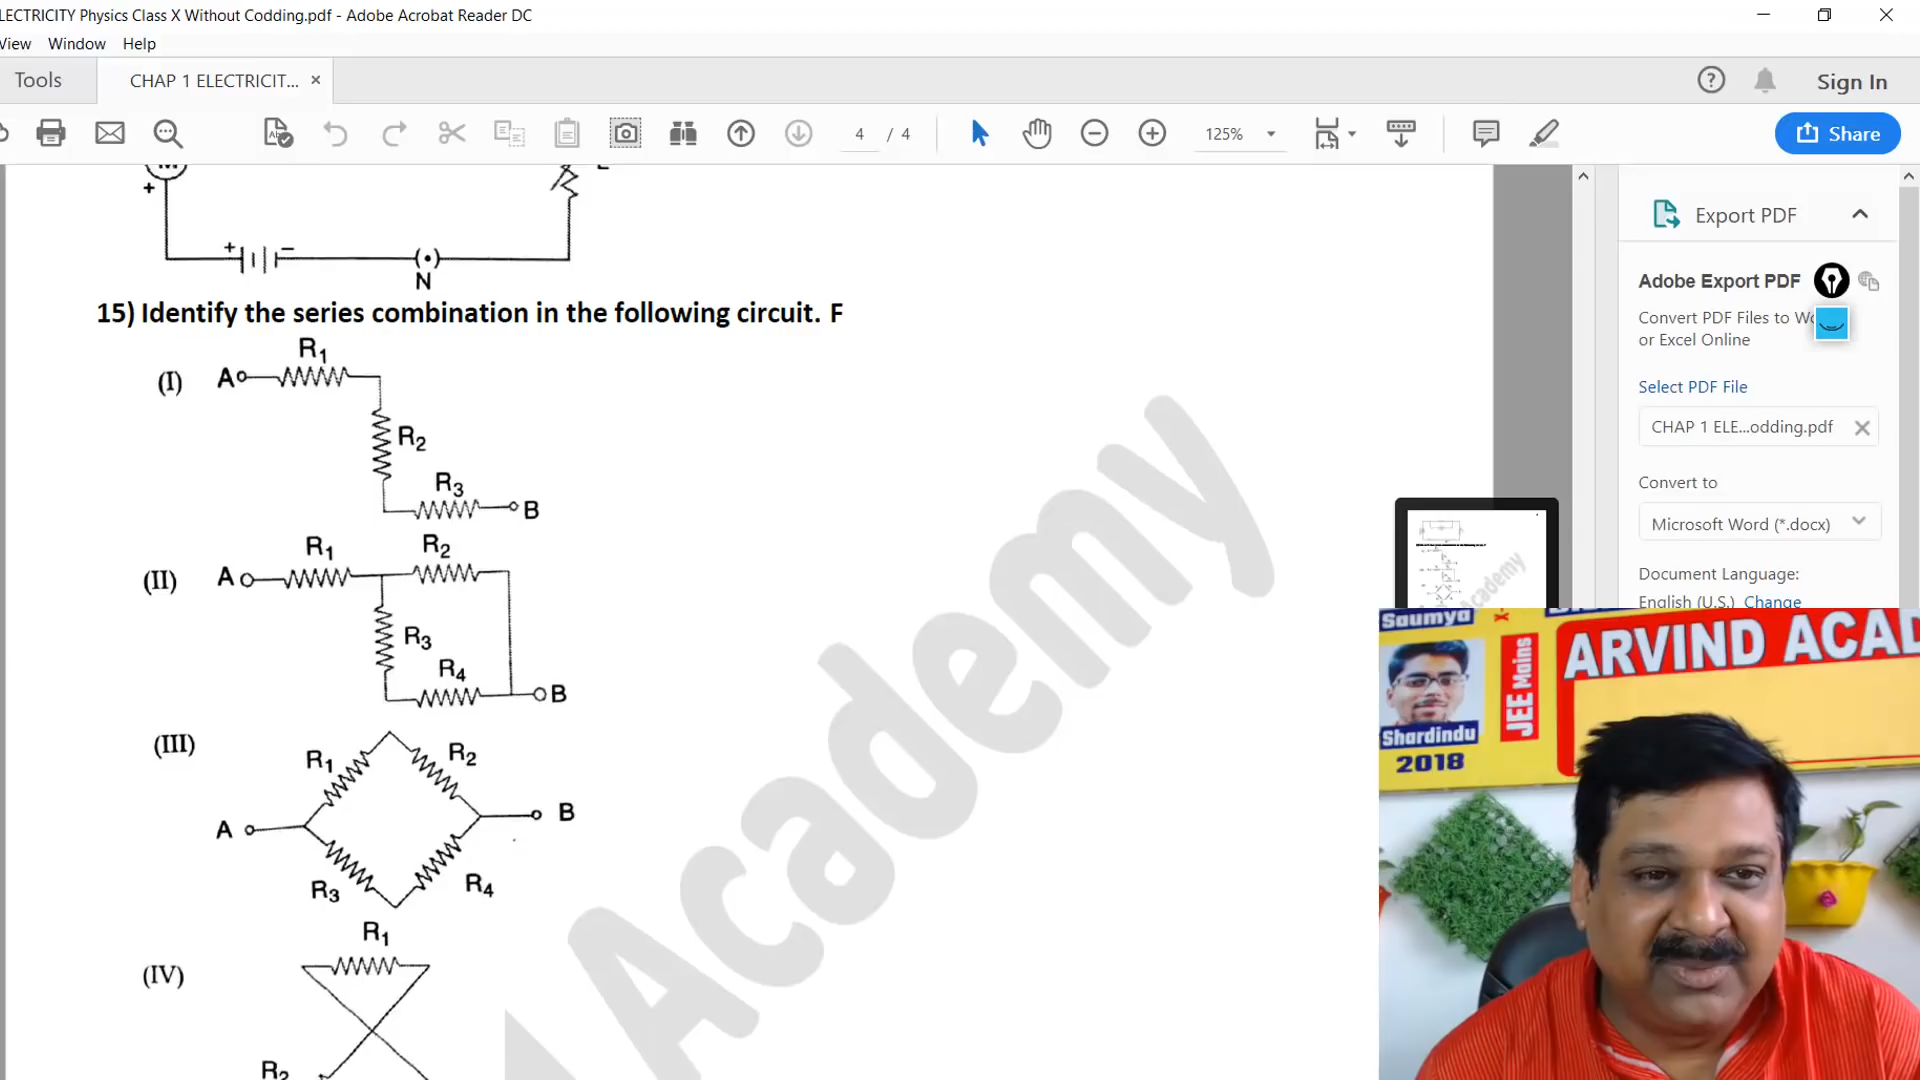 LECTRICITY Physics Class X Without Codding.pdf - Adobe Acrobat Reader DC
View Window Help
Tools CHAP 1 ELECTRICIT... × Sign In
4 / 4 125% Share
+
+ −
N
15) Identify the series combination in the following circuit. F
(I) A R1
R2
R3 B
(II) A R1 R2
R3
R4
B
(III) R1 R2
A B
R3 R4
(IV) R1
R2
Academy
Export PDF
Adobe Export PDF
Convert PDF Files to Wo
or Excel Online
Select PDF File
CHAP 1 ELE...odding.pdf
Convert to
Microsoft Word (*.docx)
Document Language:
English (U.S.) Change
Academy
Saumya X-
Shardindu
2018
JEE Mains
ARVIND ACAD